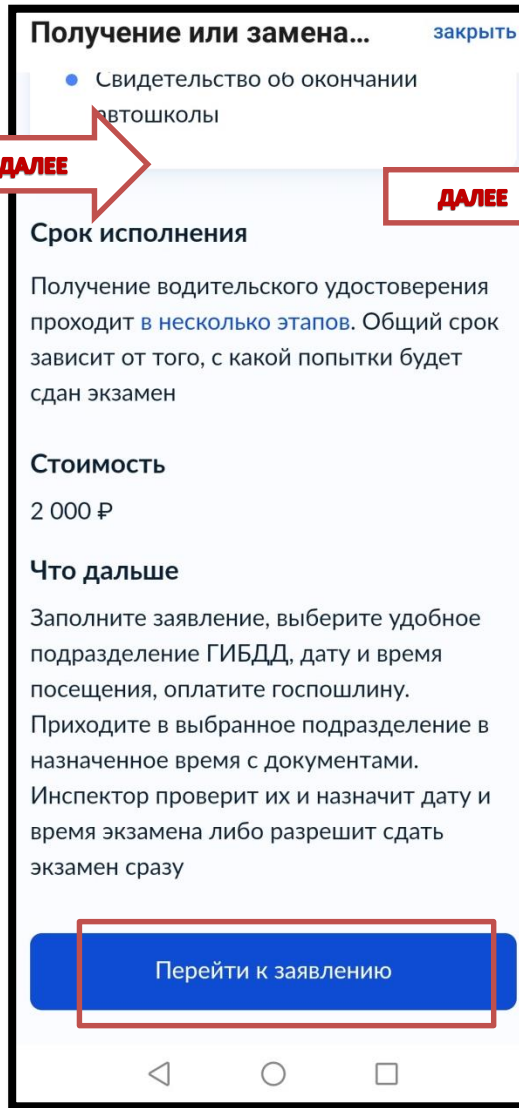 Получение или замена...
закрыть
Свидетельство об окончании
автошколы
ДАЛЕЕ
ДАЛЕЕ
Срок исполнения
Получение водительского удостоверения
проходит в несколько этапов. Общий срок
зависит от того, с какой попытки будет
сдан экзамен
Стоимость
2 000 ₽
Что дальше
Заполните заявление, выберите удобное
подразделение ГИБДД, дату и время
посещения, оплатите госпошлину.
Приходите в выбранное подразделение в
назначенное время с документами.
Инспектор проверит их и назначит дату и
время экзамена либо разрешит сдать
экзамен сразу
Перейти к заявлению